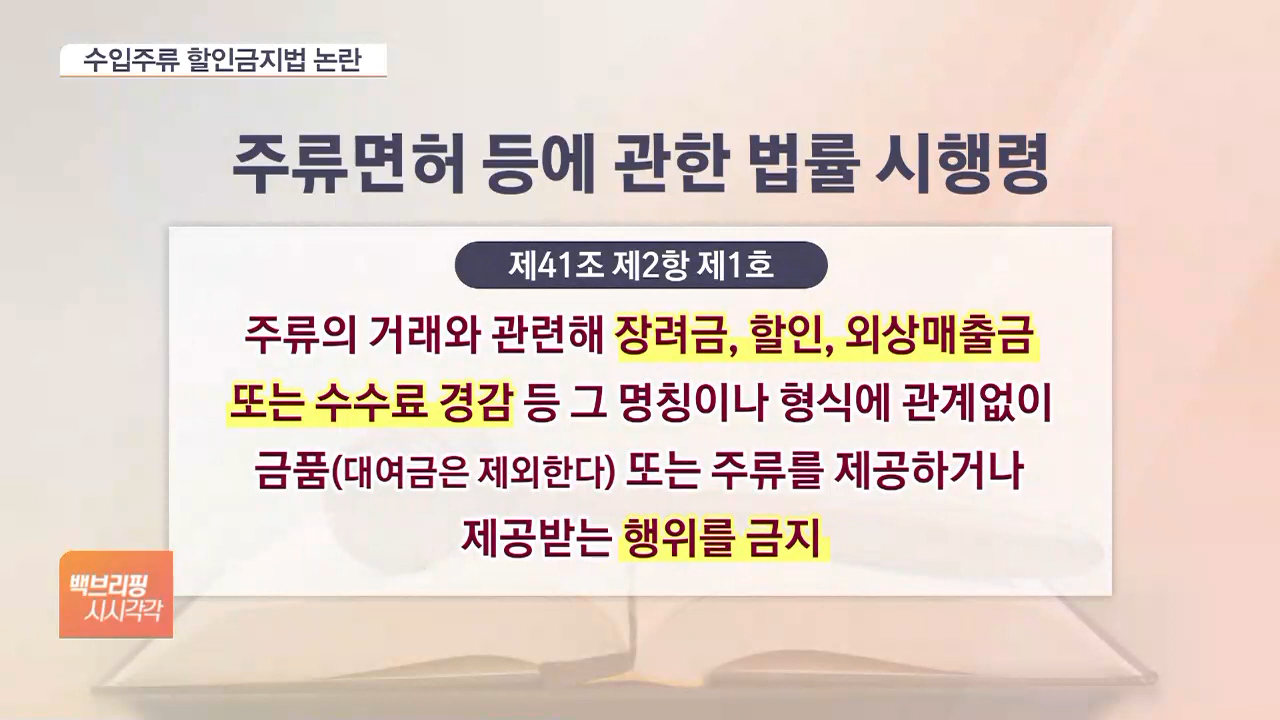 수입주류 할인금지법 논란
주류면허 등에 관한 법률 시행령
제41조 제2항 제1호
주류의 거래와 관련해 장려금, 할인, 외상매출금
또는 수수료 경감 등 그 명칭이나 형식에 관계없이
금품(대여금은 제외한다) 또는 주류를 제공하거나
제공받는 행위를 금지
백브리핑
시시각각